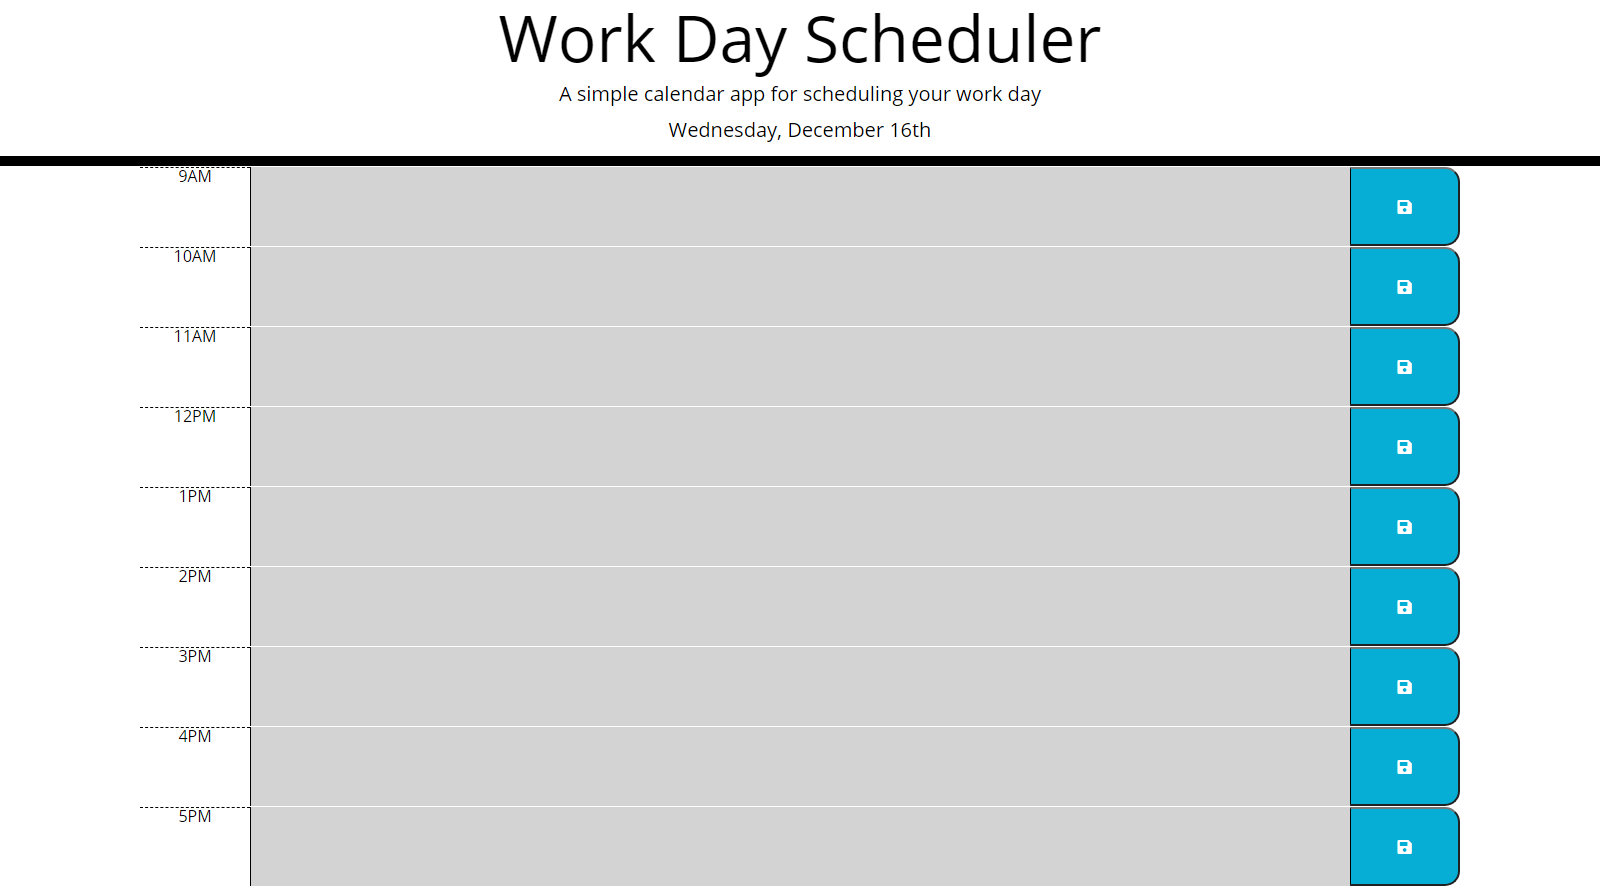 Work Day Scheduler
A simple calendar app for scheduling your work day
Wednesday, December 16th
9AM
10AM
11AM
12PM
1PM
2PM
3PM
4PM
5PM